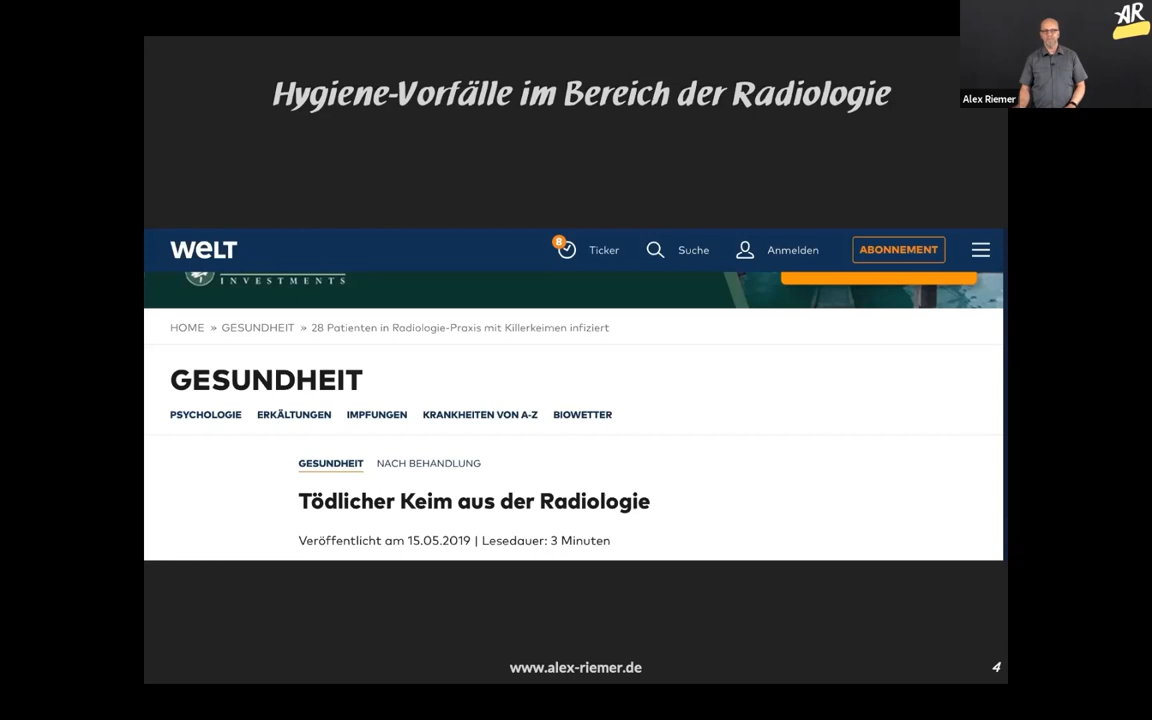 Hygiene-Vorfälle im Bereich der Radiologie
AR
Alex Riemer
WELT
8
Ticker
Suche
Anmelden
ABONNEMENT
INVESTMENTS
HOME » GESUNDHEIT » 28 Patienten in Radiologie-Praxis mit Killerkeimen infiziert
GESUNDHEIT
PSYCHOLOGIE ERKÄLTUNGEN IMPFUNGEN KRANKHEITEN VON A-Z BIOWETTER
GESUNDHEIT NACH BEHANDLUNG
Tödlicher Keim aus der Radiologie
Veröffentlicht am 15.05.2019 | Lesedauer: 3 Minuten
www.alex-riemer.de
4